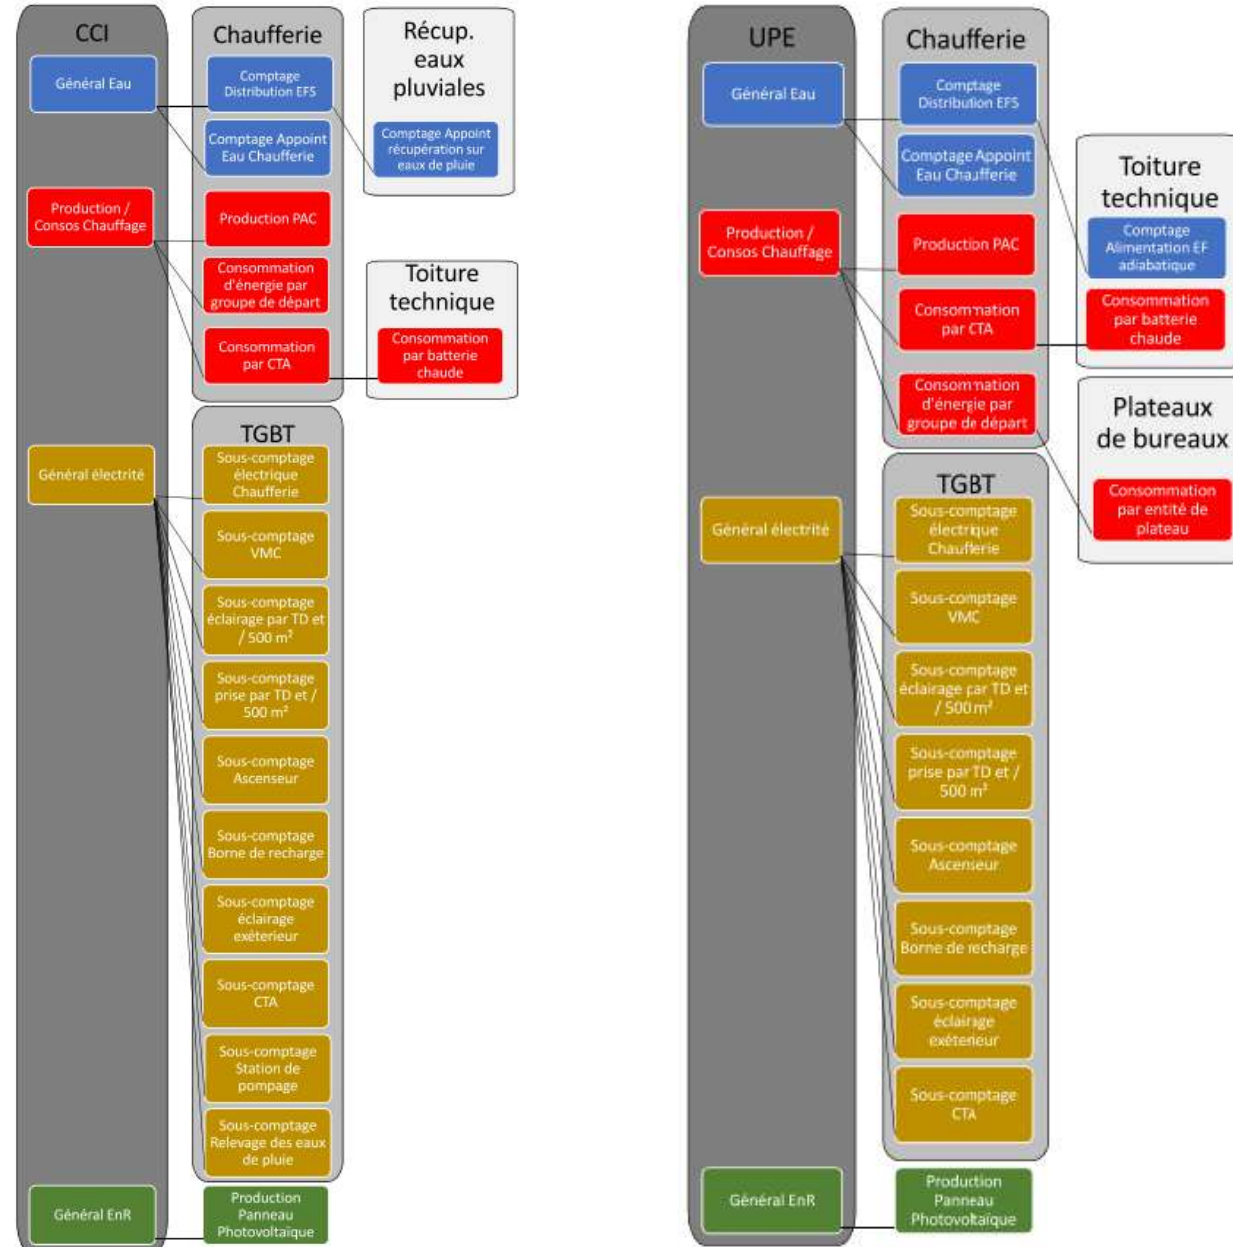 CCI
Général Eau
Production /
Consos Chauffage
Général électrité
Général EnR
Chaufferie
Comptage
Distribution EFS
Comptage Appoint
Eau Chaufferie
Production PAC
Consommation
d'énergie par
groupe de départ
Consommation
par CTA
Récup.
eaux
pluviales
Comptage Appoint
récupération sur
eaux de pluie
Toiture
technique
Consommation
par batterie
chaude
TGBT
Sous-comptage
électrique
Chaufferie
Sous-comptage
VMC
Sous-comptage
éclairage par TD et
/ 500 m²
Sous-comptage
prise par TD et /
500 m²
Sous-comptage
Ascenseur
Sous-comptage
Borne de recharge
Sous-comptage
éclairage
exéterieur
Sous-comptage
CTA
Sous-comptage
Station de
pompage
Sous-comptage
Relevage des eaux
de pluie
Production
Panneau
Photovoltaïque
UPE
Général Eau
Production /
Consos Chauffage
Général électrité
Général EnR
Chaufferie
Comptage
Distribution EFS
Comptage Appoint
Eau Chaufferie
Production PAC
Consommation
par CTA
Consommation
d'énergie par
groupe de départ
Toiture
technique
Comptage
Alimentation EF
adiabatique
Consommation
par batterie
chaude
Plateaux
de bureaux
Consommation
par entité de
plateau
TGBT
Sous-comptage
électrique
Chaufferie
Sous-comptage
VMC
Sous-comptage
éclairage par TD et
/ 500 m²
Sous-comptage
prise par TD et /
500 m²
Sous-comptage
Ascenseur
Sous-comptage
Borne de recharge
Sous-comptage
éclairage
exéterieur
Sous-comptage
CTA
Production
Panneau
Photovoltaïque